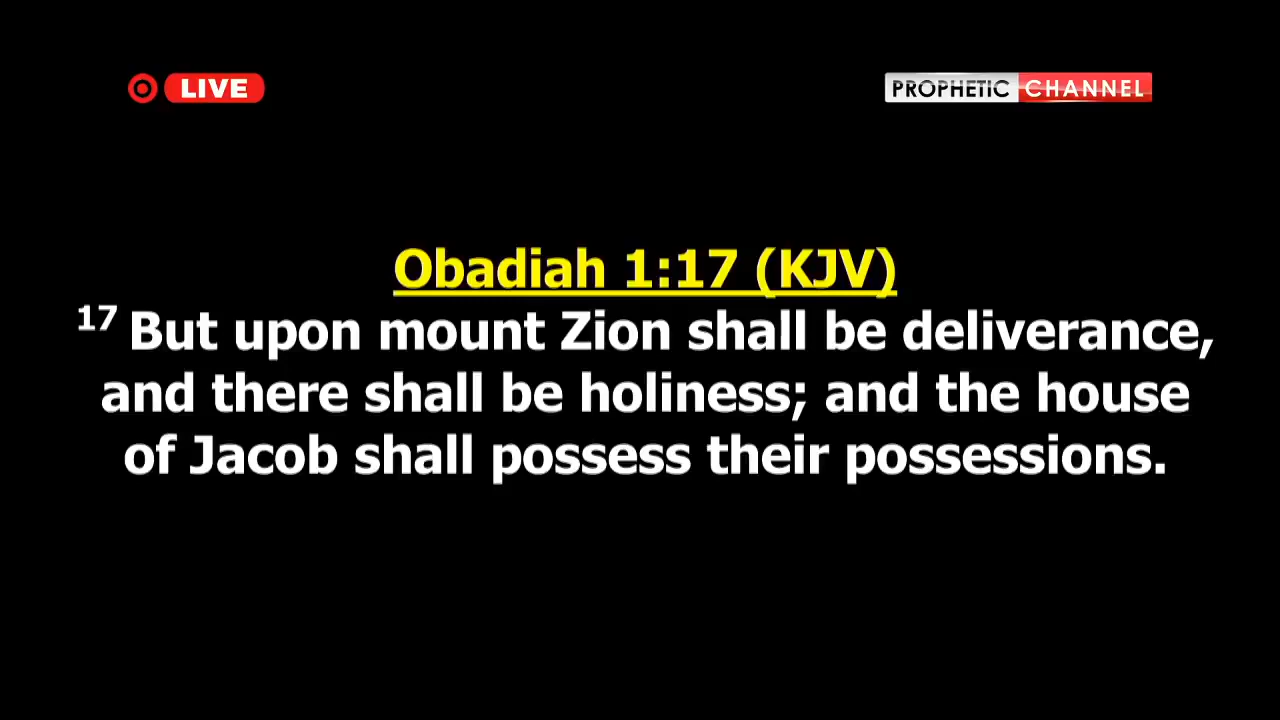 LIVE
PROPHETIC CHANNEL
Obadiah 1:17 (KJV)
17 But upon mount Zion shall be deliverance,
and there shall be holiness; and the house
of Jacob shall possess their possessions.